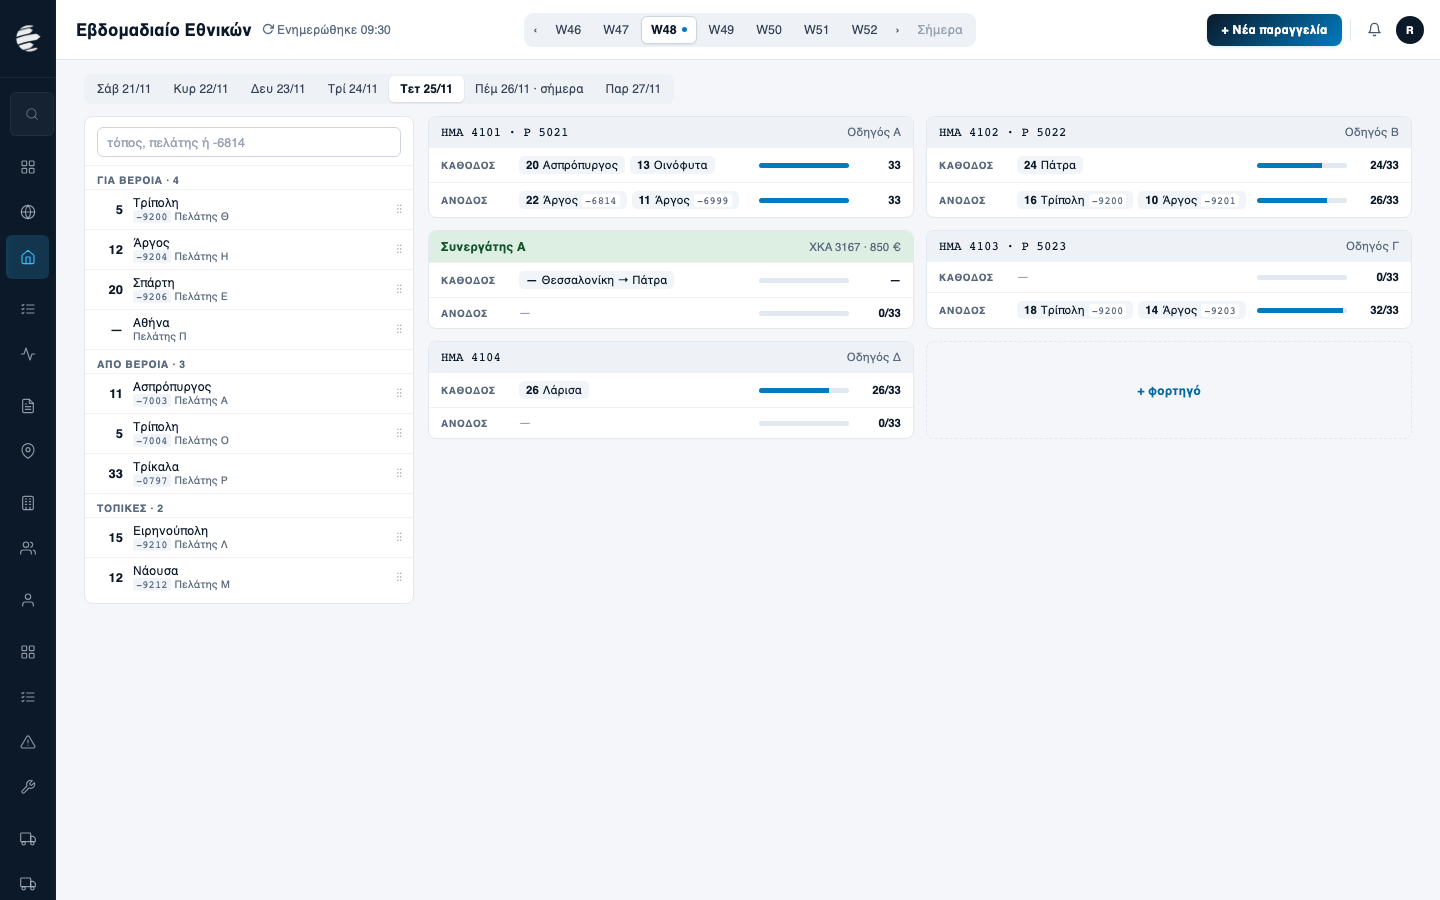 Εβδομαδιαίο Εθνικών
Ενημερώθηκε 09:30
‹ W46 W47 W48 W49 W50 W51 W52 › Σήμερα
+ Νέα παραγγελία
R
Σάβ 21/11 Κυρ 22/11 Δευ 23/11 Τρί 24/11 Τετ 25/11 Πέμ 26/11 · σήμερα Παρ 27/11
τόπος, πελάτης ή -6814
ΓΙΑ ΒΕΡΟΙΑ · 4
5 Τρίπολη
−9200 Πελάτης Θ
12 Άργος
−9204 Πελάτης Η
20 Σπάρτη
−9206 Πελάτης Ε
— Αθήνα
Πελάτης Π
ΑΠΟ ΒΕΡΟΙΑ · 3
11 Ασπρόπυργος
−7003 Πελάτης Α
5 Τρίπολη
−7004 Πελάτης Ο
33 Τρίκαλα
−0797 Πελάτης Ρ
ΤΟΠΙΚΕΣ · 2
15 Ειρηνούπολη
−9210 Πελάτης Λ
12 Νάουσα
−9212 Πελάτης Μ
ΗΜΑ 4101 · Ρ 5021 Οδηγός Α
ΚΑΘΟΔΟΣ 20 Ασπρόπυργος 13 Οινόφυτα 33
ΑΝΟΔΟΣ 22 Άργος −6814 11 Άργος −6999 33
ΗΜΑ 4102 · Ρ 5022 Οδηγός Β
ΚΑΘΟΔΟΣ 24 Πάτρα 24/33
ΑΝΟΔΟΣ 16 Τρίπολη −9200 10 Άργος −9201 26/33
Συνεργάτης Α ΧΚΑ 3167 · 850 €
ΚΑΘΟΔΟΣ — Θεσσαλονίκη → Πάτρα —
ΑΝΟΔΟΣ — 0/33
ΗΜΑ 4103 · Ρ 5023 Οδηγός Γ
ΚΑΘΟΔΟΣ — 0/33
ΑΝΟΔΟΣ 18 Τρίπολη −9200 14 Άργος −9203 32/33
ΗΜΑ 4104 Οδηγός Δ
ΚΑΘΟΔΟΣ 26 Λάρισα 26/33
ΑΝΟΔΟΣ — 0/33
+ φορτηγό